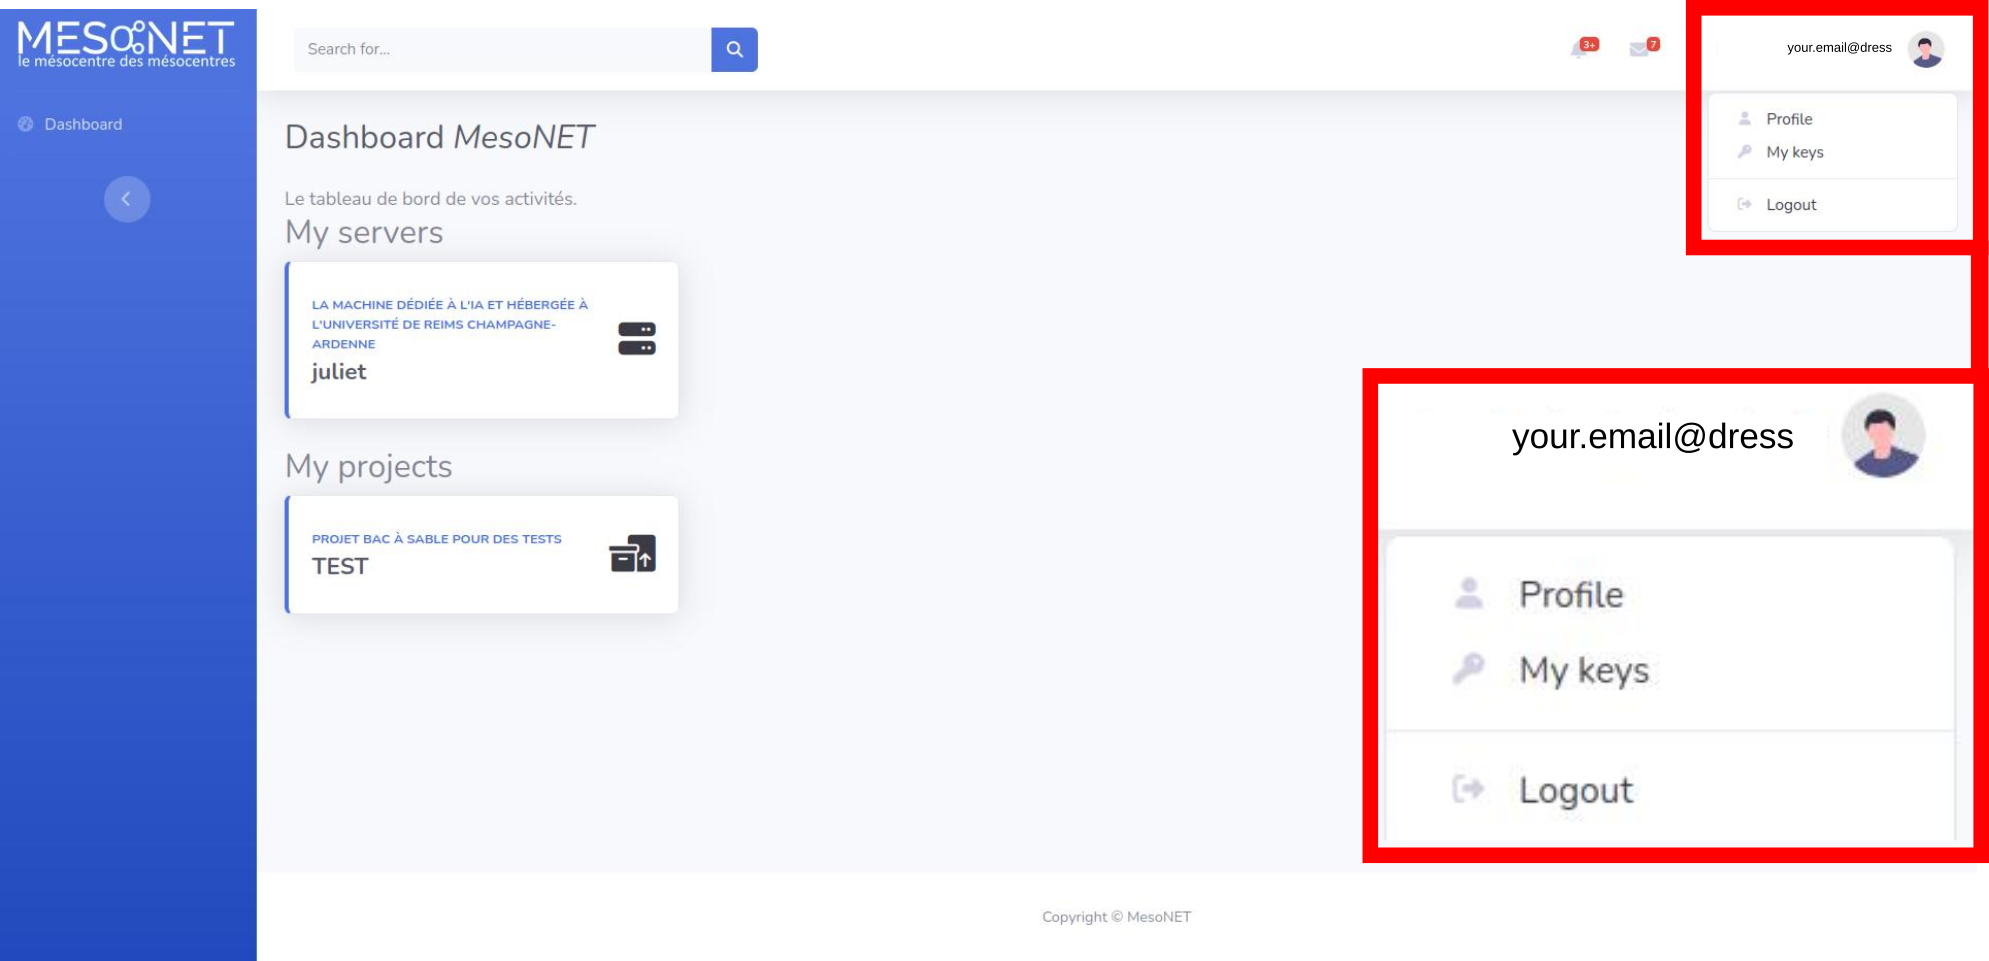 MESONET
le mésocentre des mésocentres
Dashboard
Search for...
3+
7
your.email@dress
Profile
My keys
Logout
Dashboard MesoNET
Le tableau de bord de vos activités.
My servers
LA MACHINE DÉDIÉE À L'IA ET HÉBERGÉE À
L'UNIVERSITÉ DE REIMS CHAMPAGNE-
ARDENNE
juliet
My projects
PROJET BAC À SABLE POUR DES TESTS
TEST
your.email@dress
Profile
My keys
Logout
Copyright © MesoNET